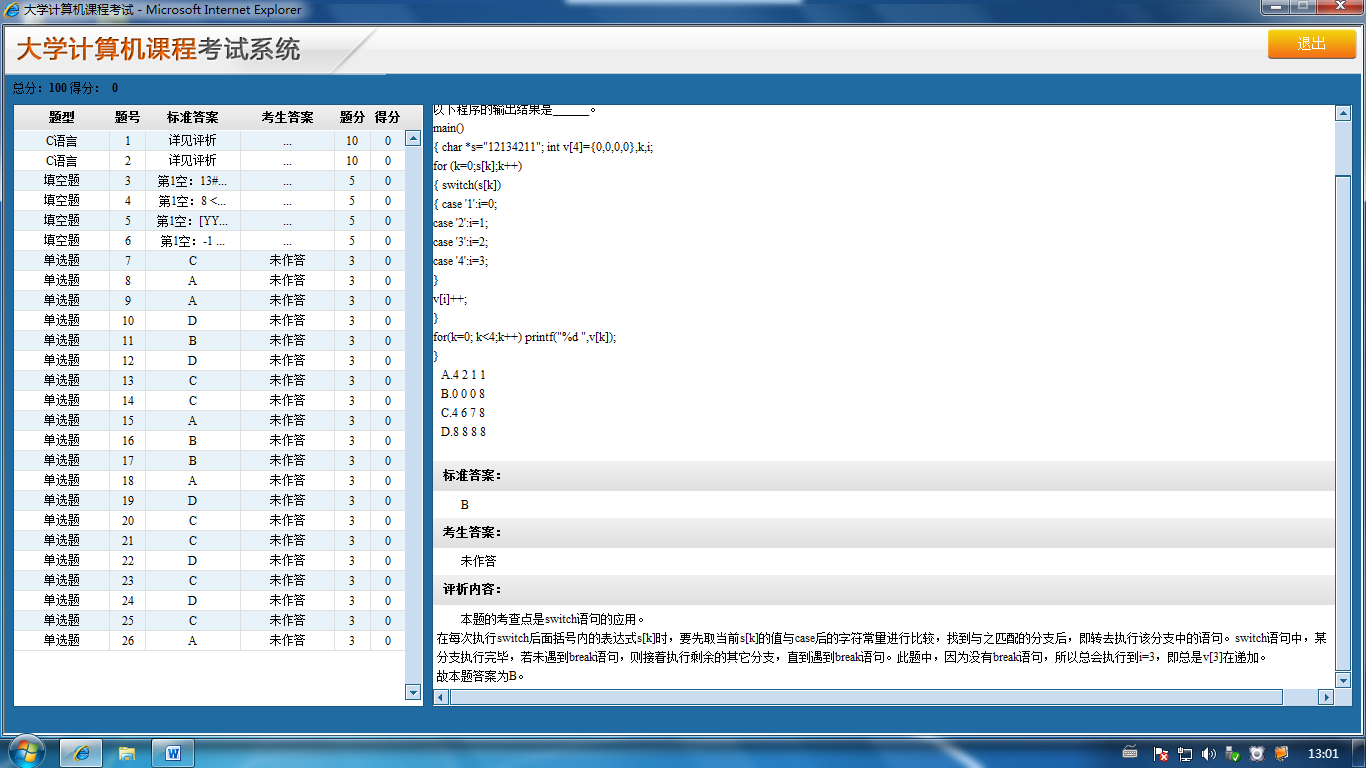 大学计算机课程考试 - Microsoft Internet Explorer
大学计算机课程考试系统
退出
总分：100 得分： 0
题型 题号 标准答案 考生答案 题分 得分
C语言 1 详见评析 ... 10 0
C语言 2 详见评析 ... 10 0
填空题 3 第1空：13#... ... 5 0
填空题 4 第1空：8 <... ... 5 0
填空题 5 第1空：[YY... ... 5 0
填空题 6 第1空：-1 ... ... 5 0
单选题 7 C 未作答 3 0
单选题 8 A 未作答 3 0
单选题 9 A 未作答 3 0
单选题 10 D 未作答 3 0
单选题 11 B 未作答 3 0
单选题 12 D 未作答 3 0
单选题 13 C 未作答 3 0
单选题 14 C 未作答 3 0
单选题 15 A 未作答 3 0
单选题 16 B 未作答 3 0
单选题 17 B 未作答 3 0
单选题 18 A 未作答 3 0
单选题 19 D 未作答 3 0
单选题 20 C 未作答 3 0
单选题 21 C 未作答 3 0
单选题 22 D 未作答 3 0
单选题 23 C 未作答 3 0
单选题 24 D 未作答 3 0
单选题 25 C 未作答 3 0
单选题 26 A 未作答 3 0
以下程序的输出结果是______。
main()
{ char *s="12134211"; int v[4]={0,0,0,0},k,i;
for (k=0;s[k];k++)
{ switch(s[k])
{ case '1':i=0;
case '2':i=1;
case '3':i=2;
case '4':i=3;
}
v[i]++;
}
for(k=0; k<4;k++) printf("%d ",v[k]);
}
A.4 2 1 1
B.0 0 0 8
C.4 6 7 8
D.8 8 8 8
标准答案：
B
考生答案：
未作答
评析内容：
本题的考查点是switch语句的应用。
在每次执行switch后面括号内的表达式s[k]时，要先取当前s[k]的值与case后的字符常量进行比较，找到与之匹配的分支后，即转去执行该分支中的语句。switch语句中，某
分支执行完毕，若未遇到break语句，则接着执行剩余的其它分支，直到遇到break语句。此题中，因为没有break语句，所以总会执行到i=3，即总是v[3]在递加。
故本题答案为B。
13:01